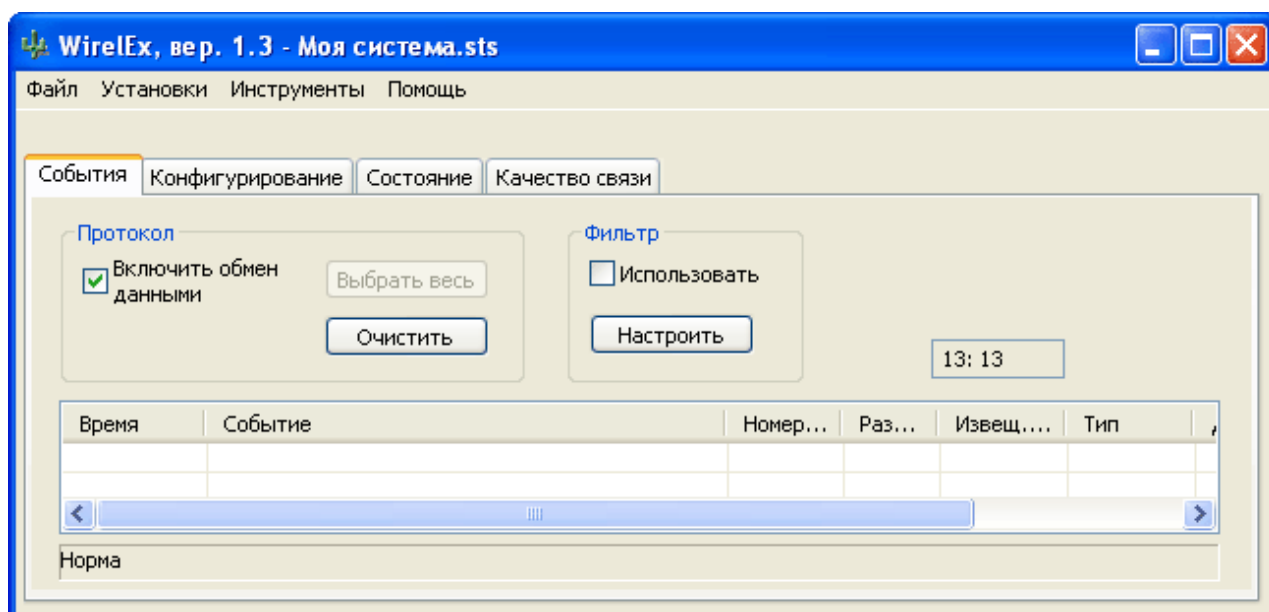 WirelEx, вер. 1.3 - Моя система.sts
Файл Установки Инструменты Помощь
События Конфигурирование Состояние Качество связи
Протокол Фильтр
Включить обмен данными Выбрать весь Использовать
Очистить Настроить
13: 13
Время Событие Номер... Раз... Извещ.... Тип
Норма